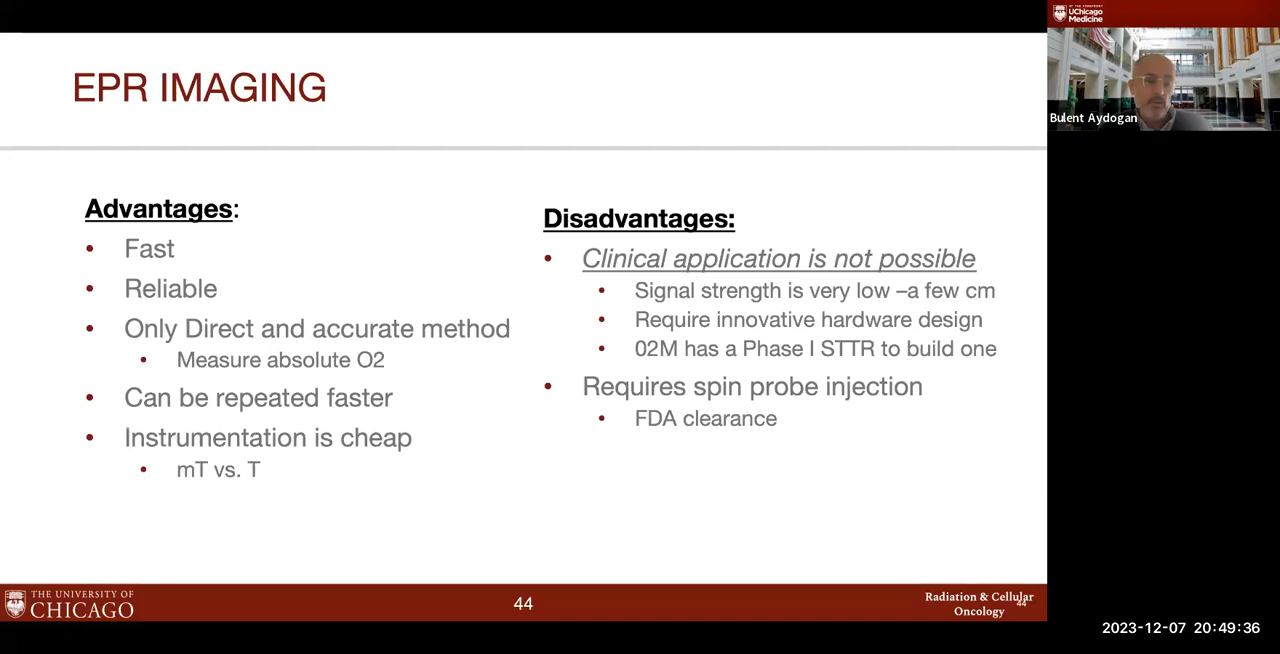 EPR IMAGING
Advantages:
• Fast
• Reliable
• Only Direct and accurate method
• Measure absolute O2
• Can be repeated faster
• Instrumentation is cheap
• mT vs. T
Disadvantages:
• Clinical application is not possible
• Signal strength is very low –a few cm
• Require innovative hardware design
• 02M has a Phase I STTR to build one
• Requires spin probe injection
• FDA clearance
THE UNIVERSITY OF
CHICAGO
44
Radiation & Cellular
Oncology
44
UChicago
Medicine
Bulent Aydogan
2023-12-07 20:49:36